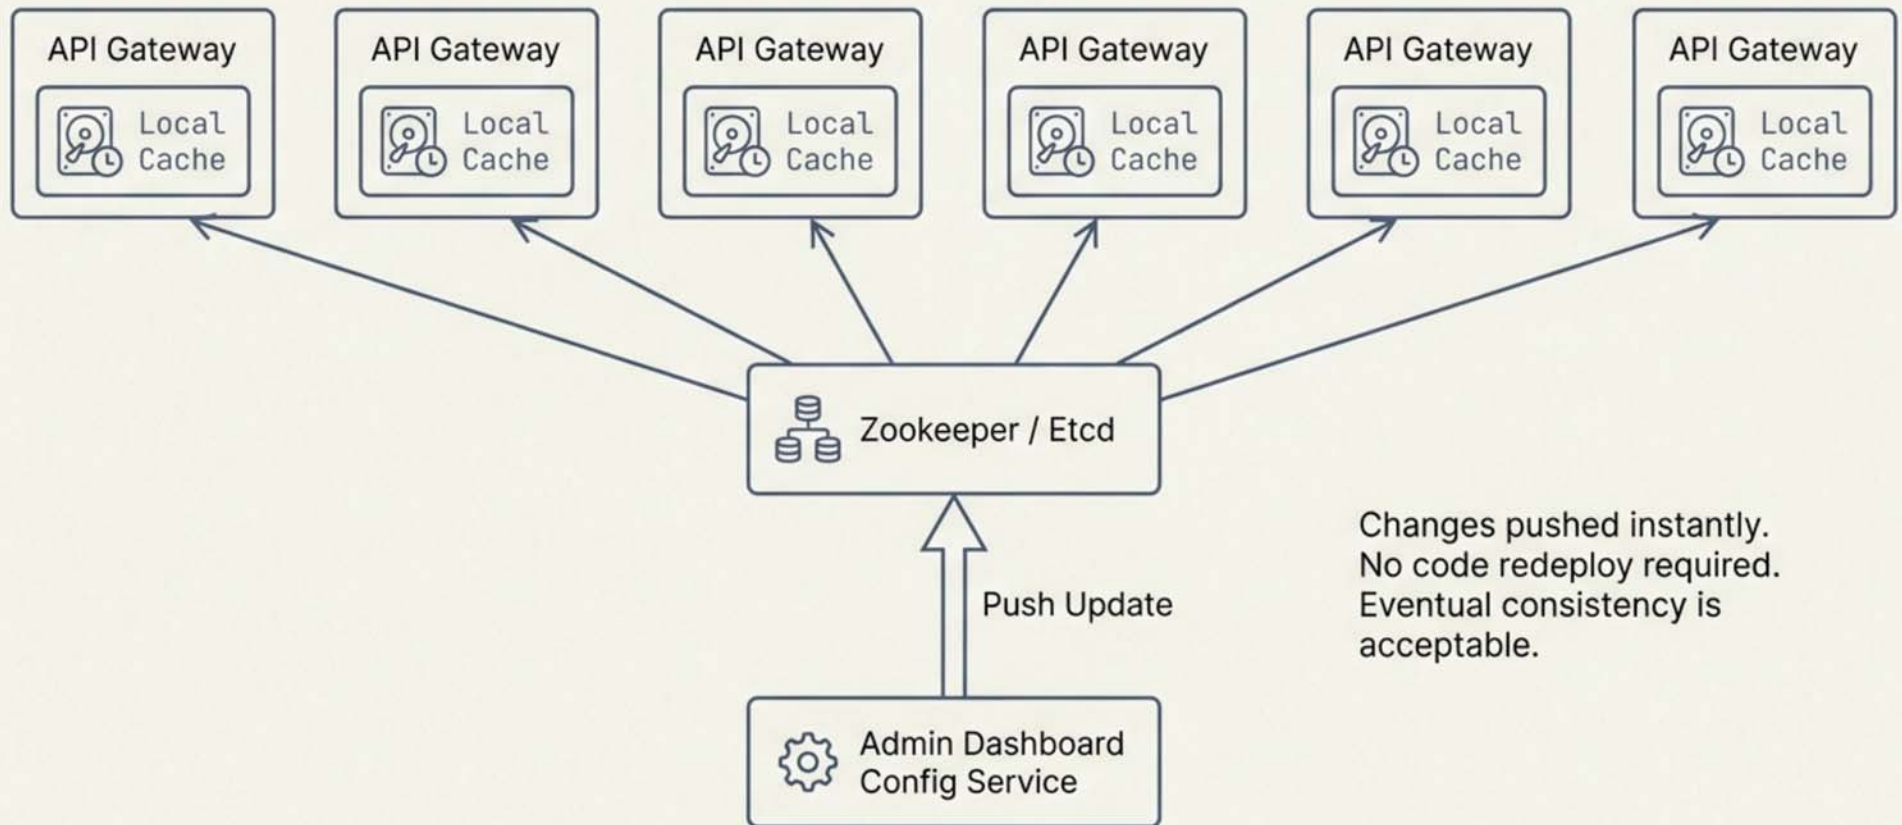 API Gateway
Local
Cache
API Gateway
Local
Cache
API Gateway
Local
Cache
API Gateway
Local
Cache
API Gateway
Local
Cache
API Gateway
Local
Cache
Zookeeper / Etcd
Push Update
Changes pushed instantly.
No code redeploy required.
Eventual consistency is
acceptable.
Admin Dashboard
Config Service